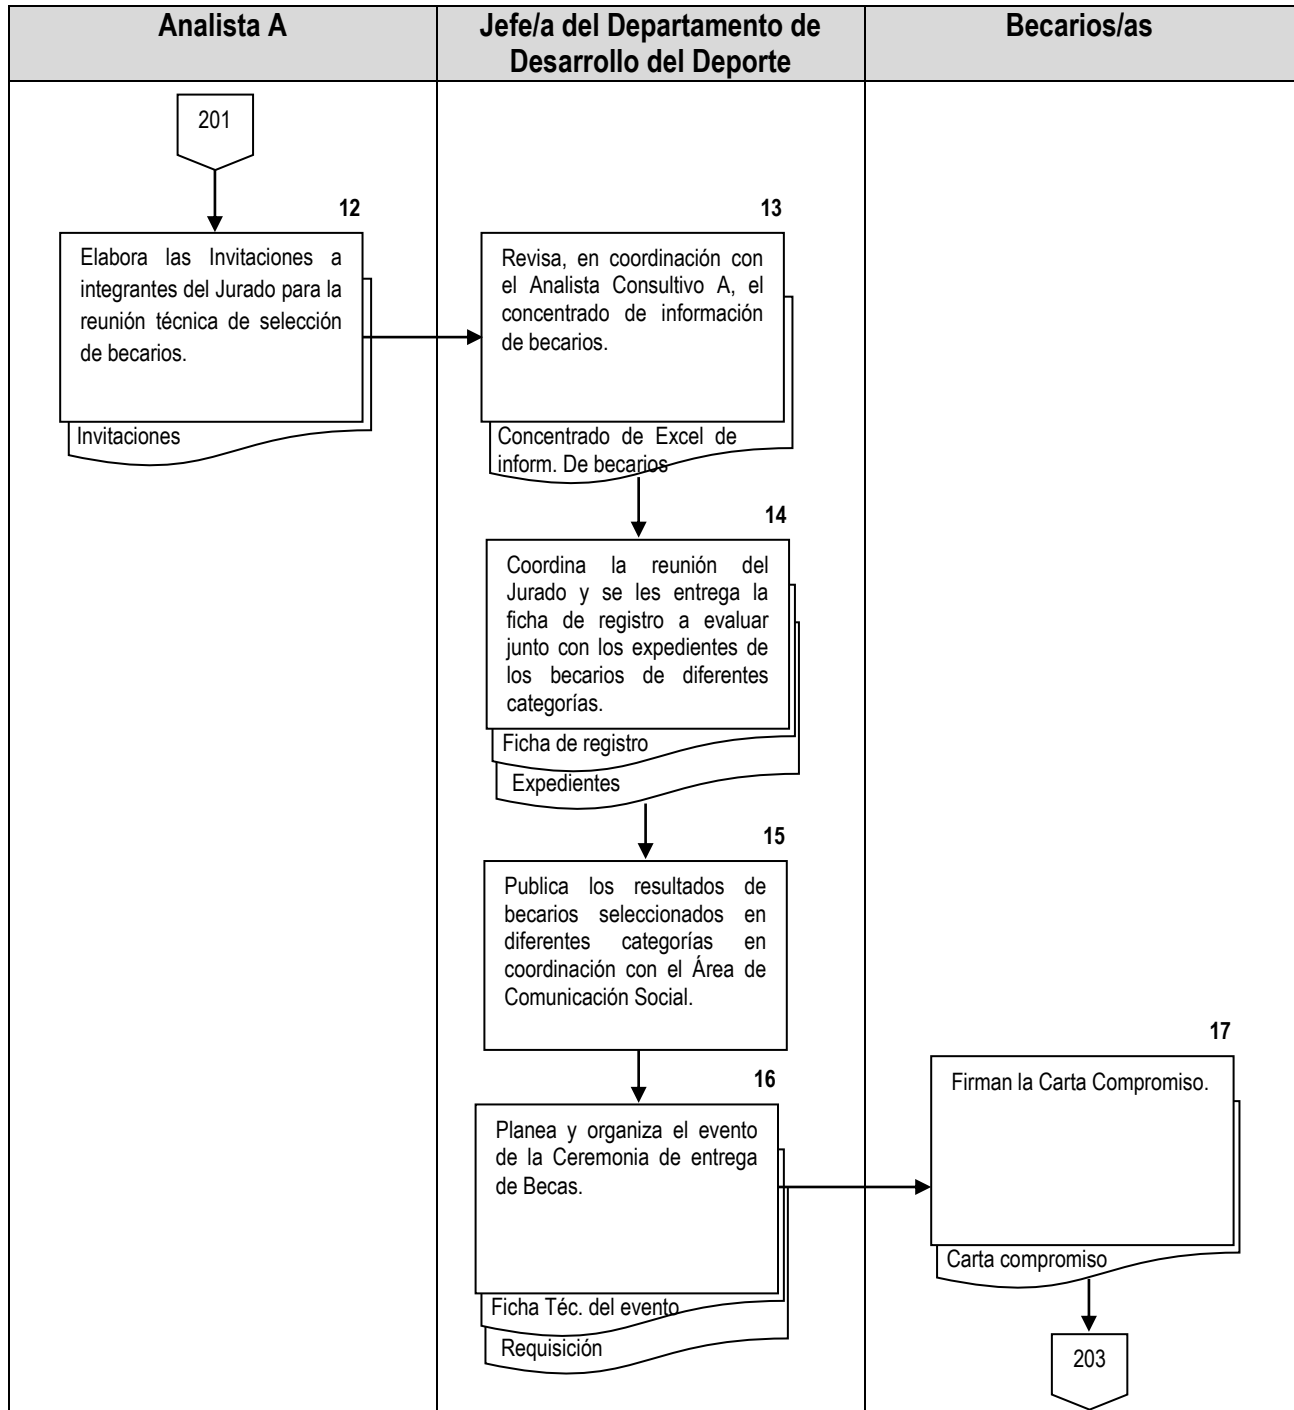 Analista A
Jefe/a del Departamento de
Desarrollo del Deporte
Becarios/as
201
12
Elabora las Invitaciones a
integrantes del Jurado para la
reunión técnica de selección
de becarios.
Invitaciones
13
Revisa, en coordinación con
el Analista Consultivo A, el
concentrado de información
de becarios.
Concentrado de Excel de
inform. De becarios
14
Coordina la reunión del
Jurado y se les entrega la
ficha de registro a evaluar
junto con los expedientes de
los becarios de diferentes
categorías.
Ficha de registro
Expedientes
15
Publica los resultados de
becarios seleccionados en
diferentes categorías en
coordinación con el Área de
Comunicación Social.
16
Planea y organiza el evento
de la Ceremonia de entrega
de Becas.
Ficha Téc. del evento
Requisición
17
Firman la Carta Compromiso.
Carta compromiso
203